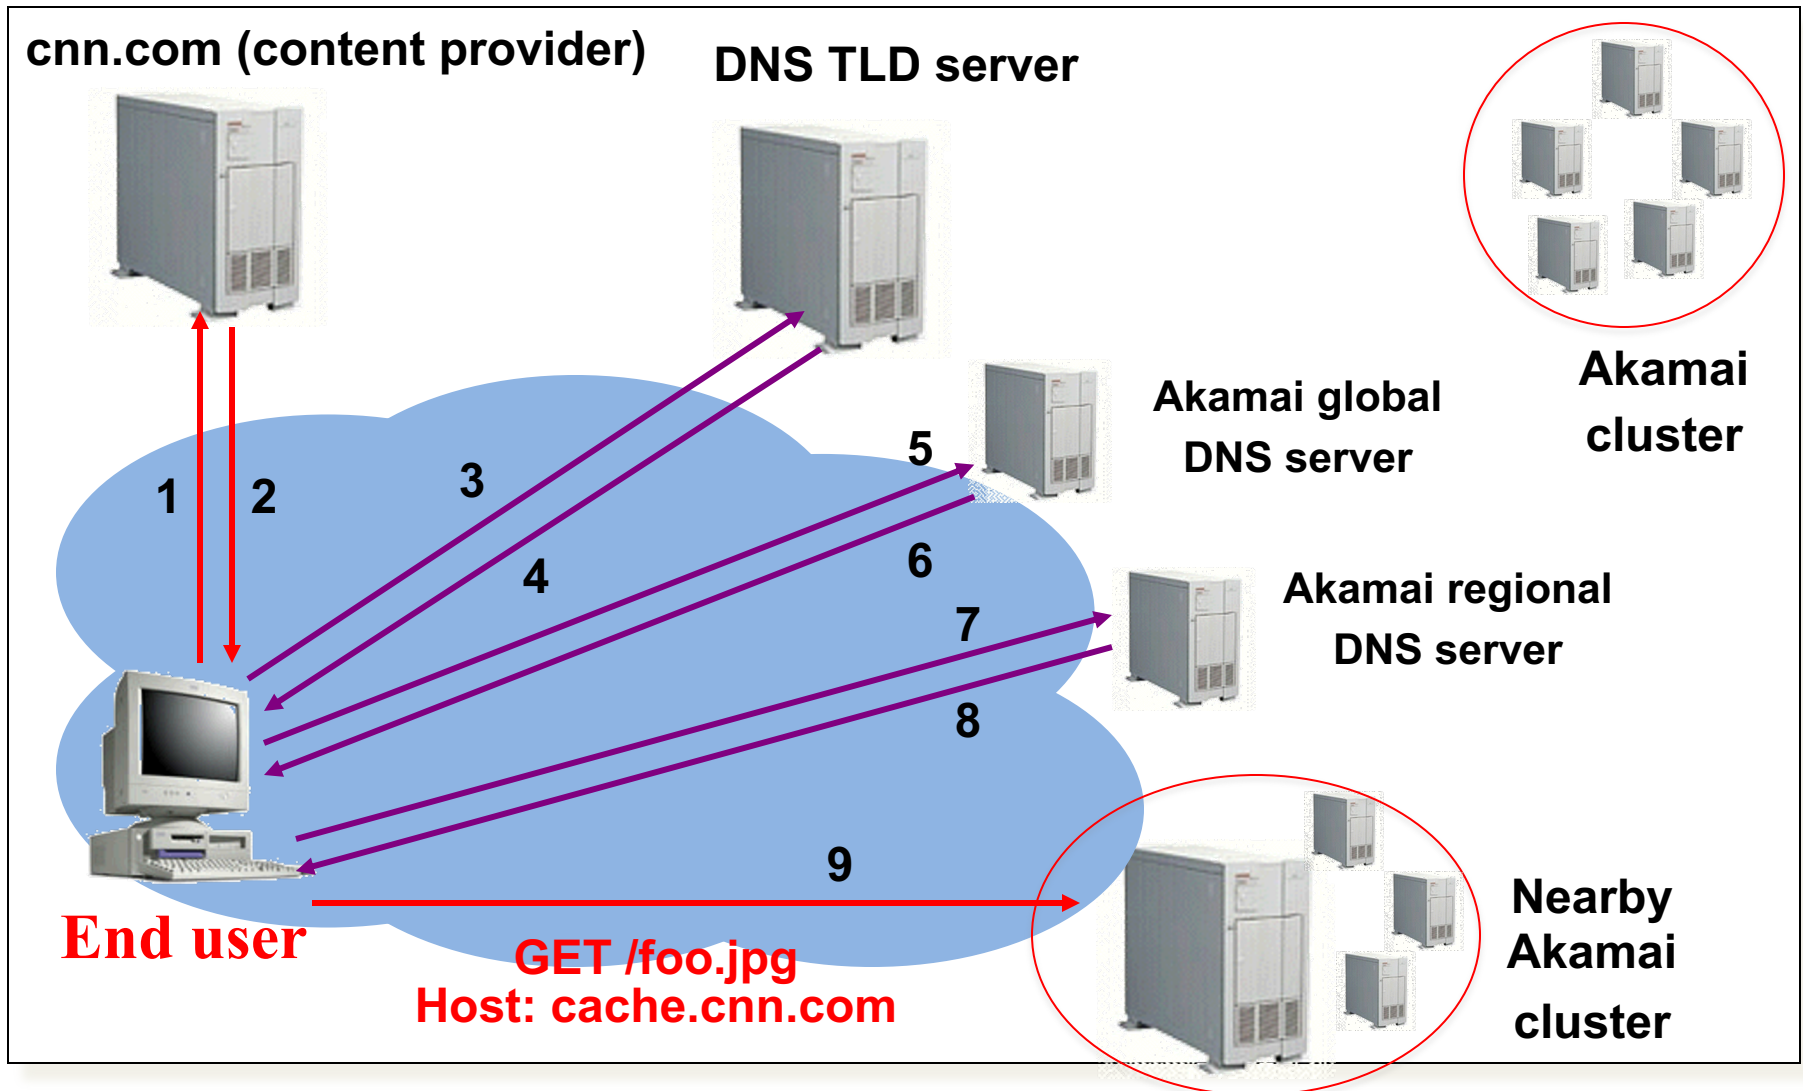 cnn.com (content provider)
DNS TLD server
Akamai
cluster
Akamai global
DNS server
1
2
3
4
5
6
Akamai regional
DNS server
7
8
9
End user
GET /foo.jpg
Host: cache.cnn.com
Nearby
Akamai
cluster